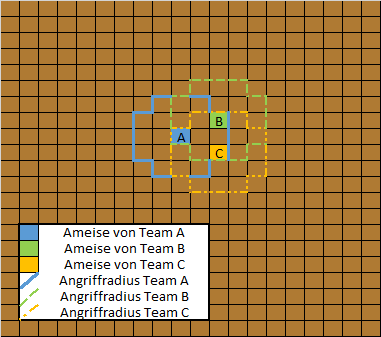 B
A
C
Ameise von Team A
Ameise von Team B
Ameise von Team C
Angriffradius Team A
Angriffradius Team B
Angriffradius Team C